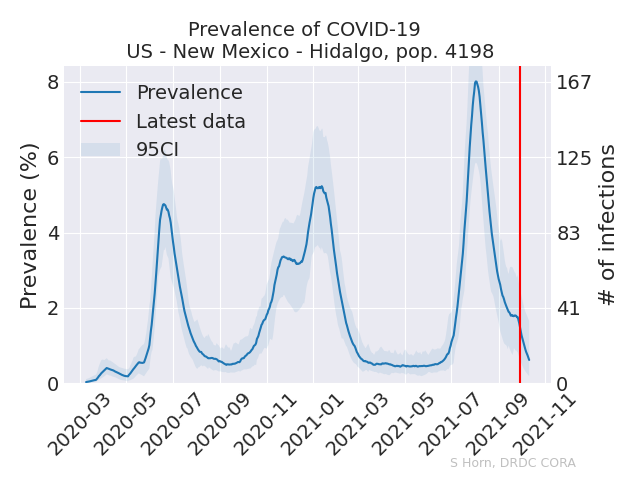 Prevalence of COVID-19
US - New Mexico - Hidalgo, pop. 4198
Prevalence
Latest data
95CI
Prevalence (%)
8
6
4
2
0
167
125
83
41
0
# of infections
2020-03
2020-05
2020-07
2020-09
2020-11
2021-01
2021-03
2021-05
2021-07
2021-09
2021-11
S Horn, DRDC CORA